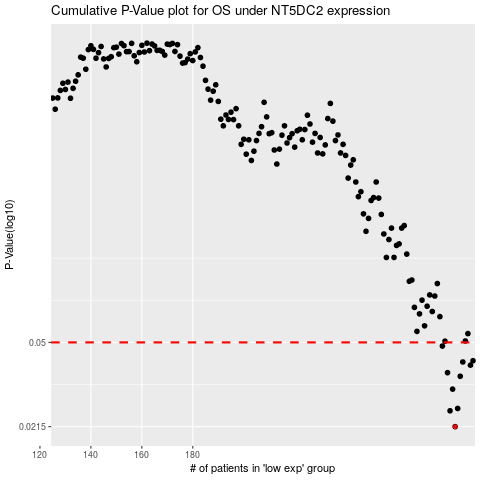 Cumulative P-Value plot for OS under NT5DC2 expression
P-Value(log10)
0.05
0.0215
120 140 160 180
# of patients in 'low exp' group